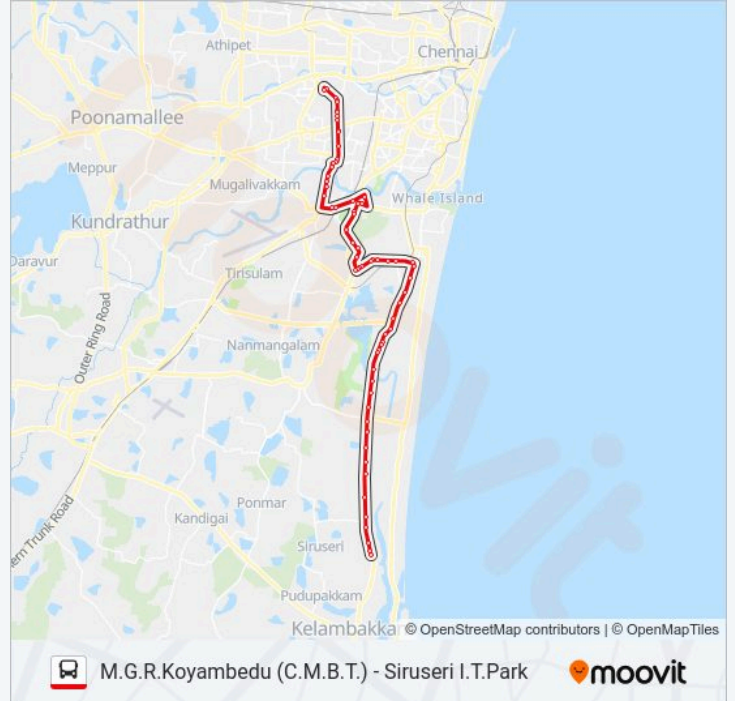 Athipet
Chennai
Poonamallee
Meppur
Mugalivakkam
Whale Island
Kundrathur
Daravur
Tirisulam
Outer Ring Road
Nanmangalam
Ponmar
Kandigai
ern Trunk Road
Siruseri
Pudupakkam
Kelambakka
© OpenStreetMap contributors | © OpenMapTiles
M.G.R.Koyambedu (C.M.B.T.) - Siruseri I.T.Park
moovit